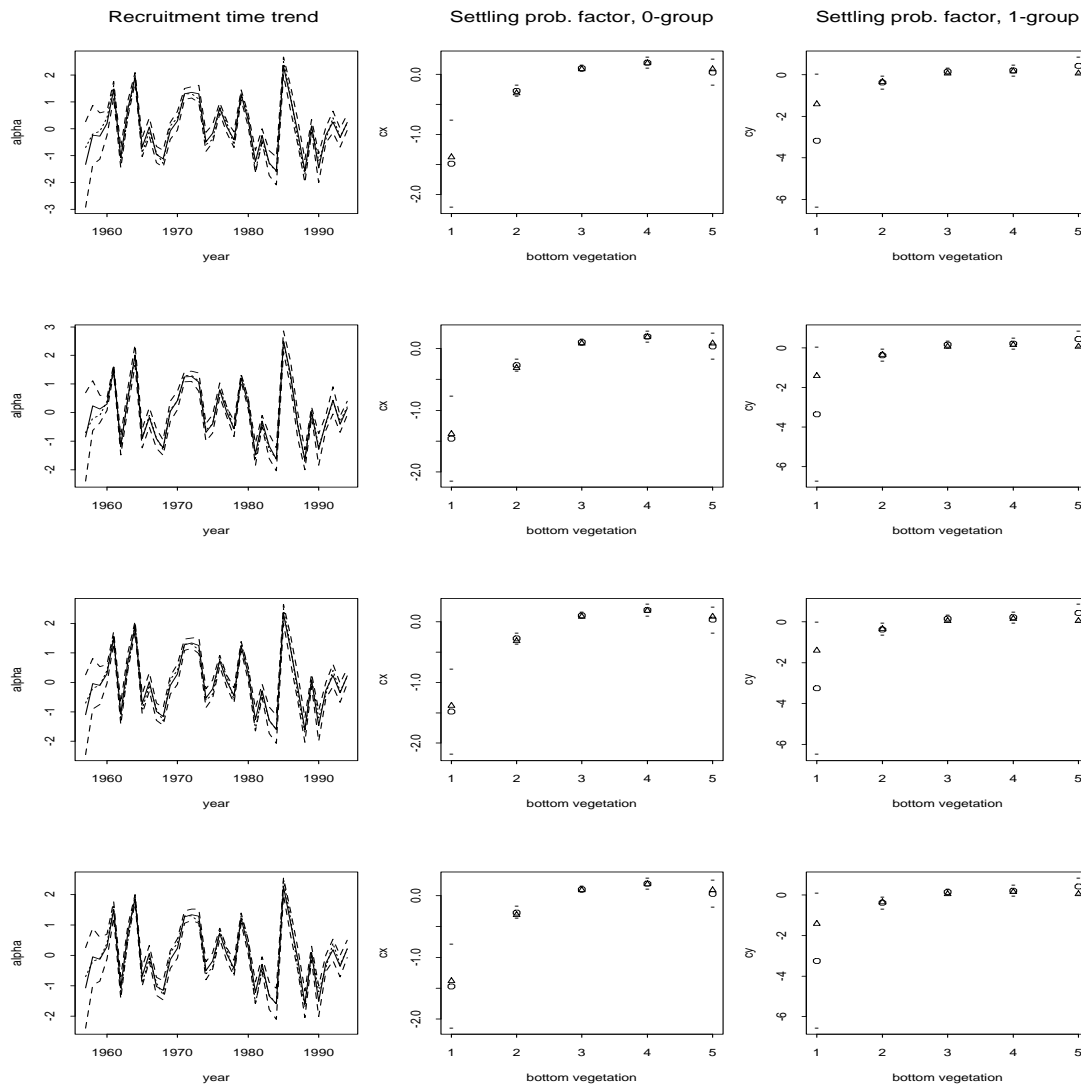 Recruitment time trend
Settling prob. factor, 0-group
Settling prob. factor, 1-group
alpha
2
1
0
-1
-2
-3
1960 1970 1980 1990
year
cx
0.0
-1.0
-2.0
1 2 3 4 5
bottom vegetation
cy
0
-2
-4
-6
1 2 3 4 5
bottom vegetation
alpha
3
2
1
0
-1
-2
1960 1970 1980 1990
year
cx
0.0
-1.0
-2.0
1 2 3 4 5
bottom vegetation
cy
0
-2
-4
-6
1 2 3 4 5
bottom vegetation
alpha
2
1
0
-1
-2
1960 1970 1980 1990
year
cx
0.0
-1.0
-2.0
1 2 3 4 5
bottom vegetation
cy
0
-2
-4
-6
1 2 3 4 5
bottom vegetation
alpha
2
1
0
-1
-2
1960 1970 1980 1990
year
cx
0.0
-1.0
-2.0
1 2 3 4 5
bottom vegetation
cy
0
-2
-4
-6
1 2 3 4 5
bottom vegetation